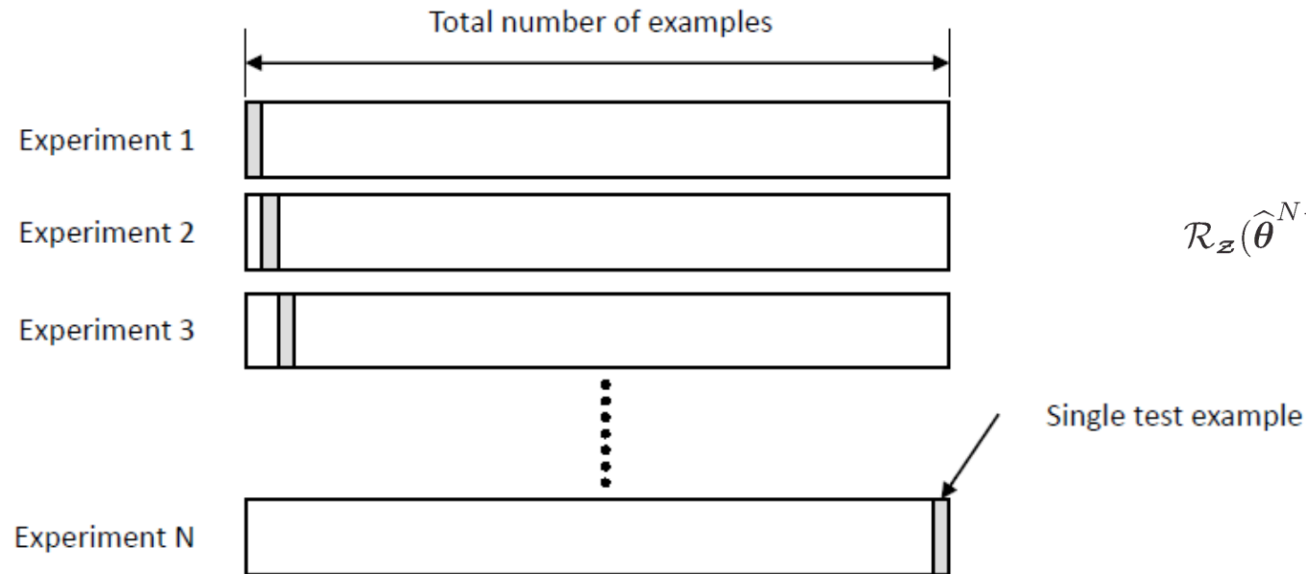 Total number of examples
Experiment 1
Experiment 2
Experiment 3
Single test example
Experiment N